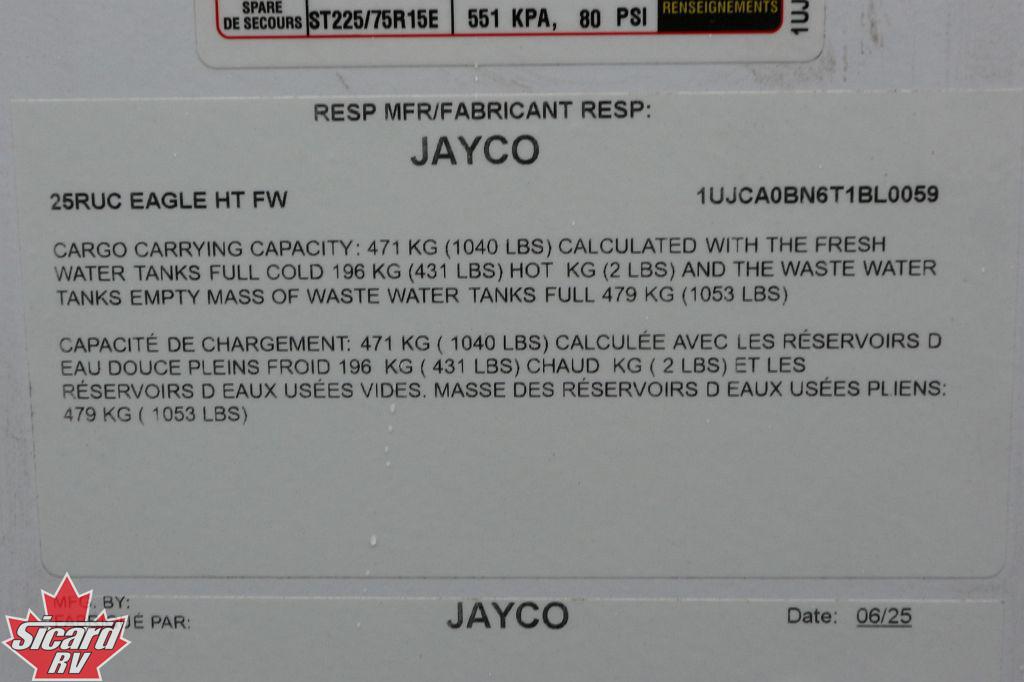 SPARE
DE SECOURS ST225/75R15E 551 KPA, 80 PSI RENSEIGNEMENTS
1UJ
RESP MFR/FABRICANT RESP:
JAYCO
25RUC EAGLE HT FW 1UJCA0BN6T1BL0059
CARGO CARRYING CAPACITY: 471 KG (1040 LBS) CALCULATED WITH THE FRESH
WATER TANKS FULL COLD 196 KG (431 LBS) HOT KG (2 LBS) AND THE WASTE WATER
TANKS EMPTY MASS OF WASTE WATER TANKS FULL 479 KG (1053 LBS)
CAPACITÉ DE CHARGEMENT: 471 KG ( 1040 LBS) CALCULÉE AVEC LES RÉSERVOIRS D
EAU DOUCE PLEINS FROID 196 KG ( 431 LBS) CHAUD KG ( 2 LBS) ET LES
RÉSERVOIRS D EAUX USÉES VIDES. MASSE DES RÉSERVOIRS D EAUX USÉES PLIENS:
479 KG ( 1053 LBS)
MFG. BY:
FABRIQUÉ PAR: JAYCO Date: 06/25
Sicard
RV